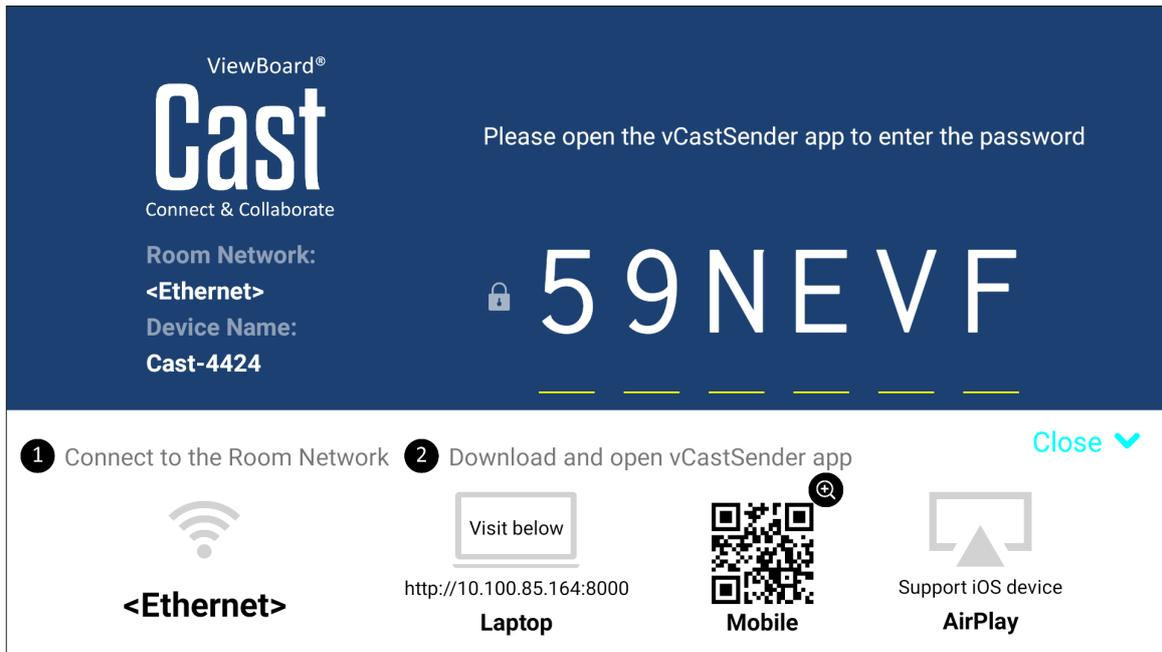 ViewBoard®
Cast
Connect & Collaborate
Please open the vCastSender app to enter the password
Room Network:
<Ethernet>
Device Name:
Cast-4424
59NEVF
Close
1 Connect to the Room Network
2 Download and open vCastSender app
<Ethernet>
Visit below
http://10.100.85.164:8000
Laptop
Mobile
Support iOS device
AirPlay